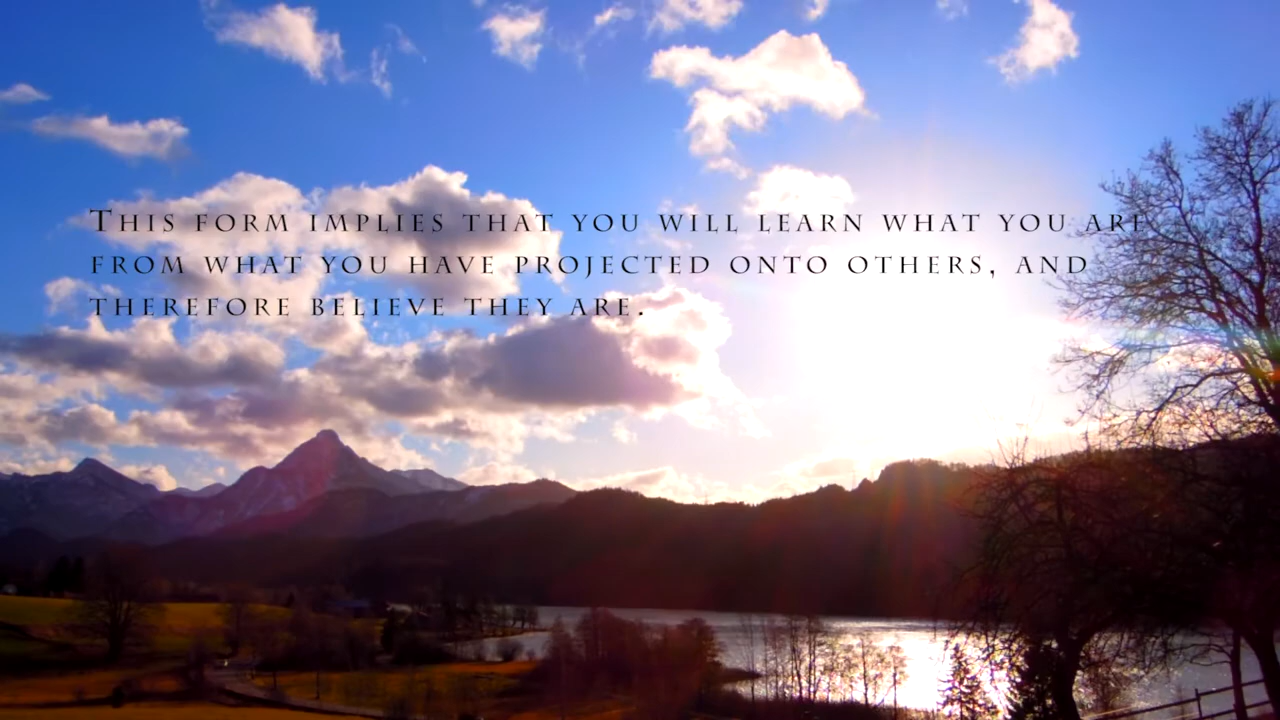 This form implies that you will learn what you are
from what you have projected onto others, and
therefore believe they are.